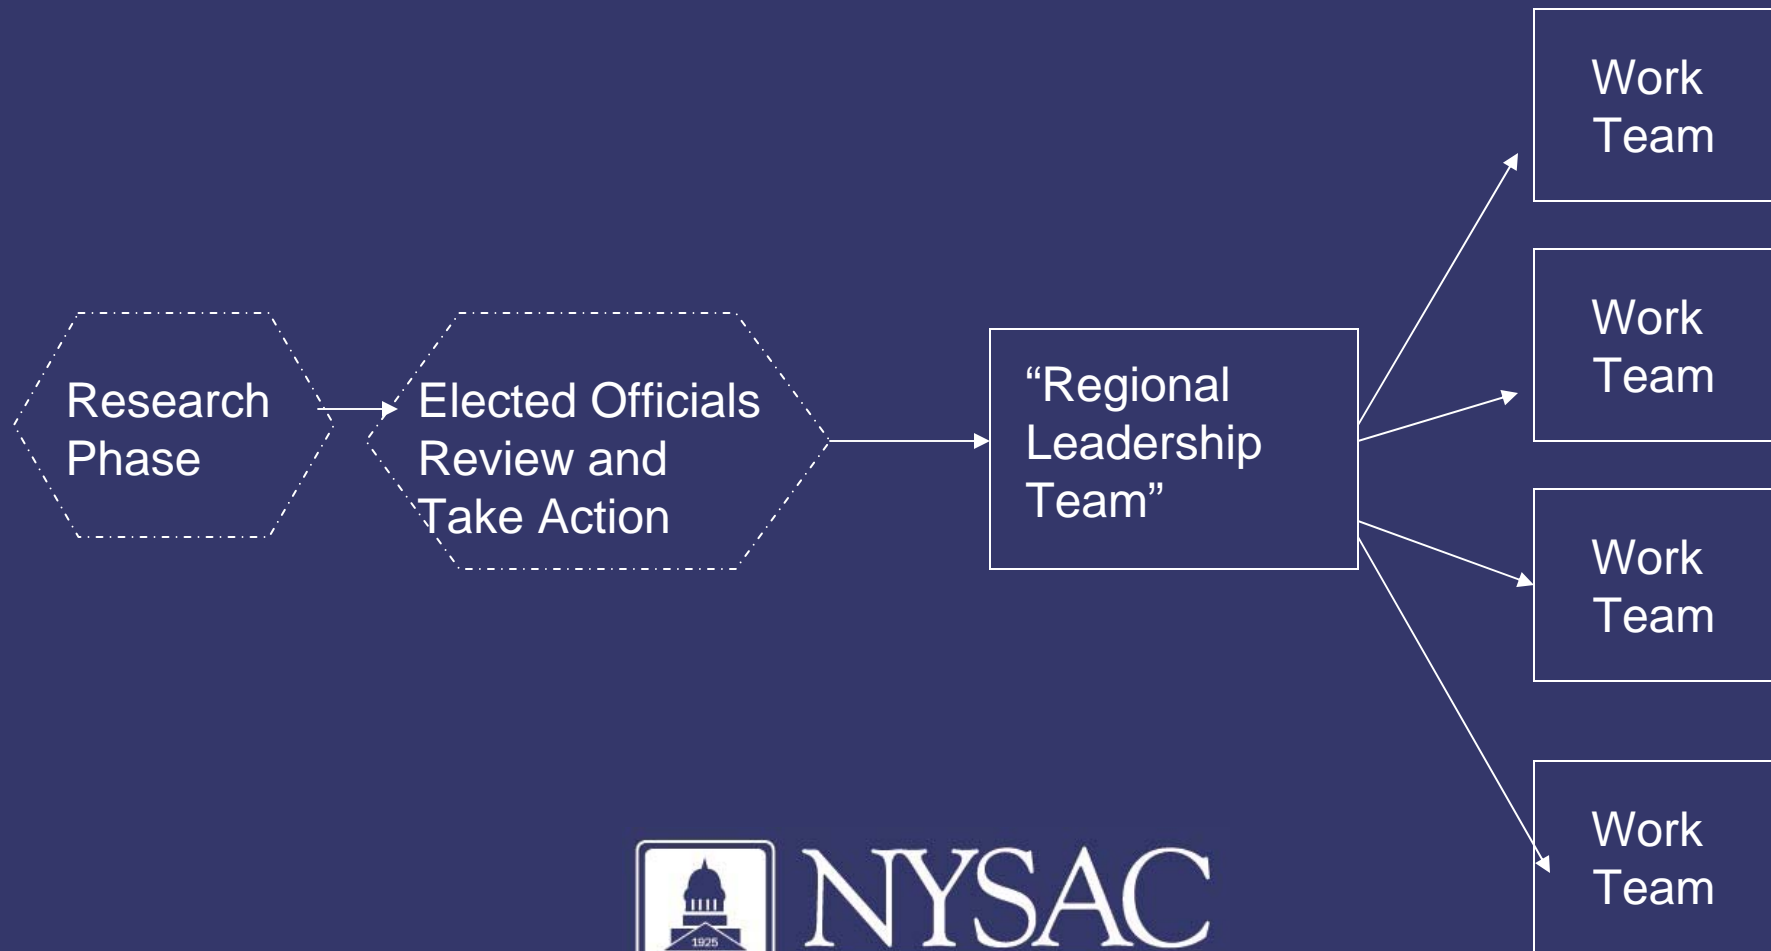 Research
Phase
Elected Officials
Review and
Take Action
“Regional
Leadership
Team”
Work
Team
Work
Team
Work
Team
Work
Team
1925
NYSAC